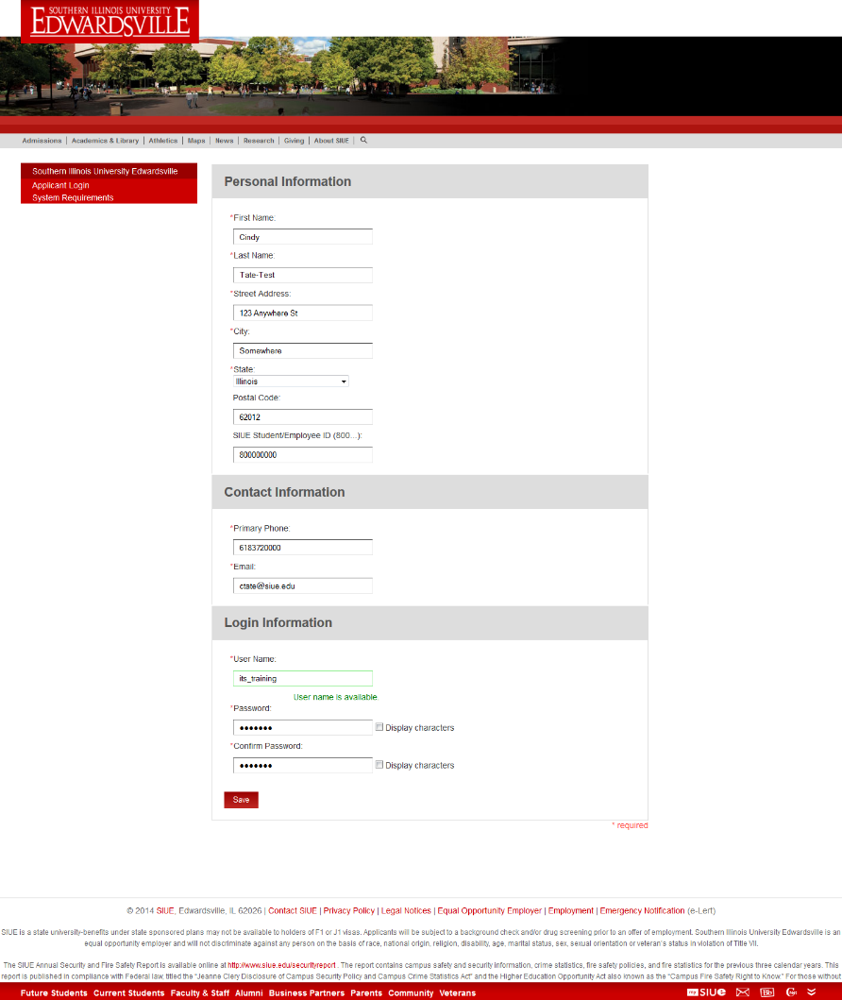 SOUTHERN ILLINOIS UNIVERSITY
EDWARDSVILLE
Admissions | Academics & Library | Athletics | Maps | News | Research | Giving | About SIUE |
Southern Illinois University Edwardsville
Applicant Login
System Requirements
Personal Information
*First Name:
Cindy
*Last Name:
Tate-Test
*Street Address:
123 Anywhere St
*City:
Somewhere
*State:
Illinois
Postal Code:
62012
SIUE Student/Employee ID (800...):
800000000
Contact Information
*Primary Phone:
6183720000
*Email:
ctate@siue.edu
Login Information
*User Name:
its_training
User name is available.
*Password:
Display characters
*Confirm Password:
Display characters
Save
* required
© 2014 SIUE, Edwardsville, IL 62026 | Contact SIUE | Privacy Policy | Legal Notices | Equal Opportunity Employer | Employment | Emergency Notification (e-Lert)
SIUE is a state university-benefits under state sponsored plans may not be available to holders of F1 or J1 visas. Applicants will be subject to a background check and/or drug screening prior to an offer of employment. Southern Illinois University Edwardsville is an
equal opportunity employer and will not discriminate against any person on the basis of race, national origin, religion, disability, age, marital status, sex, sexual orientation or veteran's status in violation of Title VII.
The SIUE Annual Security and Fire Safety Report is available online at http://www.siue.edu/securityreport. The report contains campus safety and security information, crime statistics, fire safety policies, and fire statistics for the previous three calendar years. This
report is published in compliance with Federal law, titled the "Jeanne Clery Disclosure of Campus Security Policy and Campus Crime Statistics Act" and the Higher Education Opportunity Act also known as the "Campus Fire Safety Right to Know." For those without
Future Students Current Students Faculty & Staff Alumni Business Partners Parents Community Veterans
my SIUE Bb